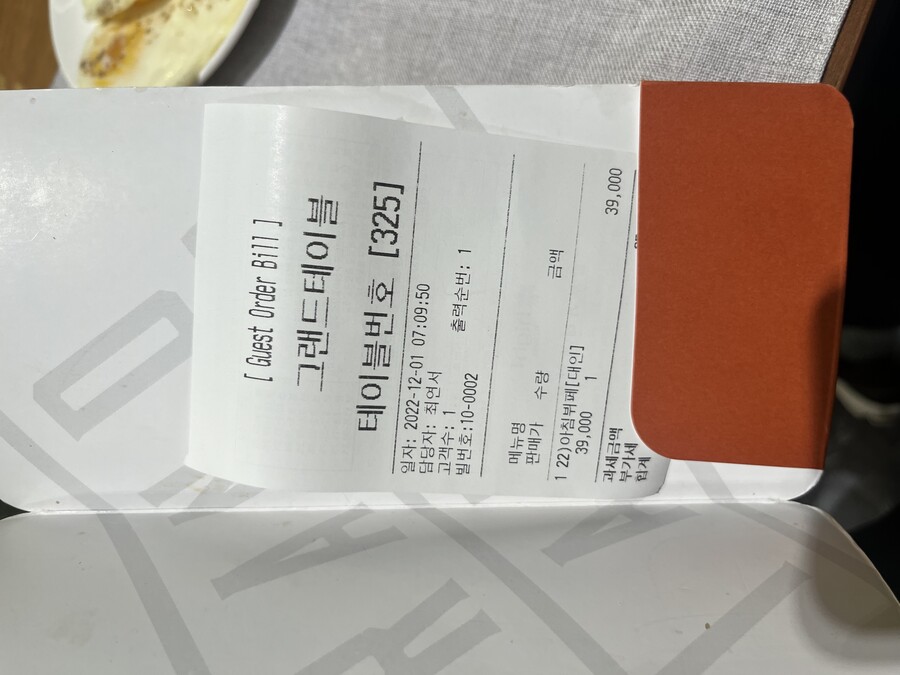 [ Guest Order Bill ]
그랜드테이블
테이블번호 [325]
일자: 2022-12-01 07:09:50
담당자: 최연서
고객수: 1 출력순번: 1
빌번호:10-0002
메뉴명
판매가 수량 금액
1 22)아침뷔페[대인]
39,000 1 39,000
과세금액
부가세
합계